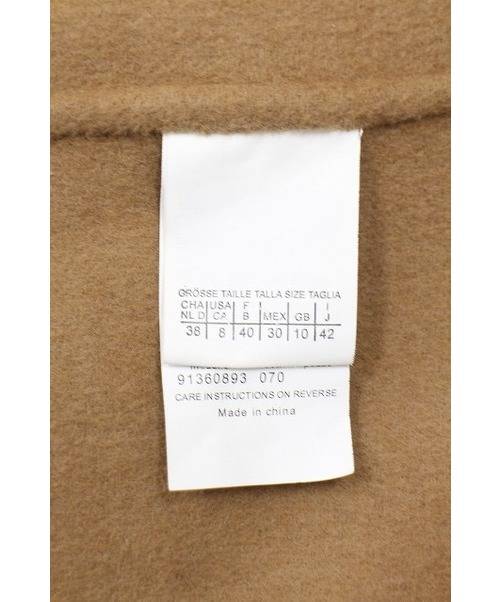 GRÖSSE TAILLE TALLA SIZE TAGLIA
CHA USA F I I
NL D CA B MEX GB J
38 8 40 30 10 42
91360893 070
CARE INSTRUCTIONS ON REVERSE
Made in china